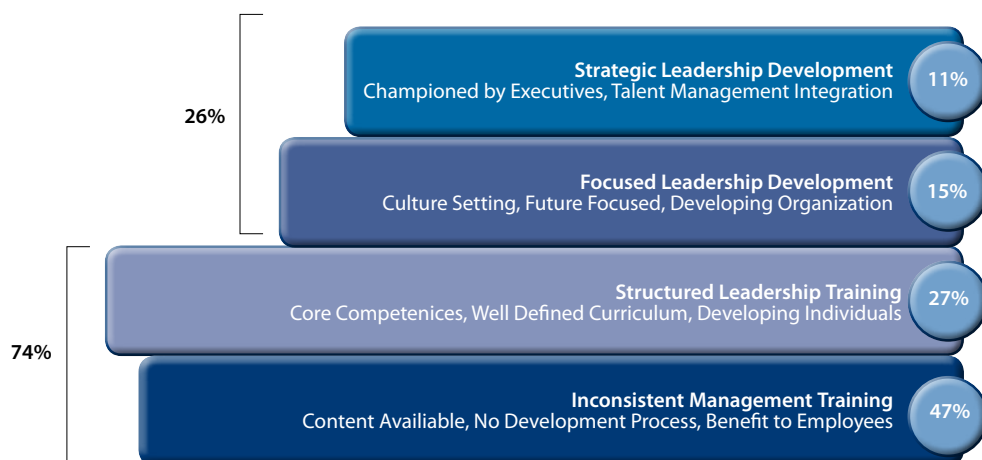 Strategic Leadership Development
Championed by Executives, Talent Management Integration
11%
26%
Focused Leadership Development
Culture Setting, Future Focused, Developing Organization
15%
Structured Leadership Training
Core Competenices, Well Defined Curriculum, Developing Individuals
27%
74%
Inconsistent Management Training
Content Availiable, No Development Process, Benefit to Employees
47%